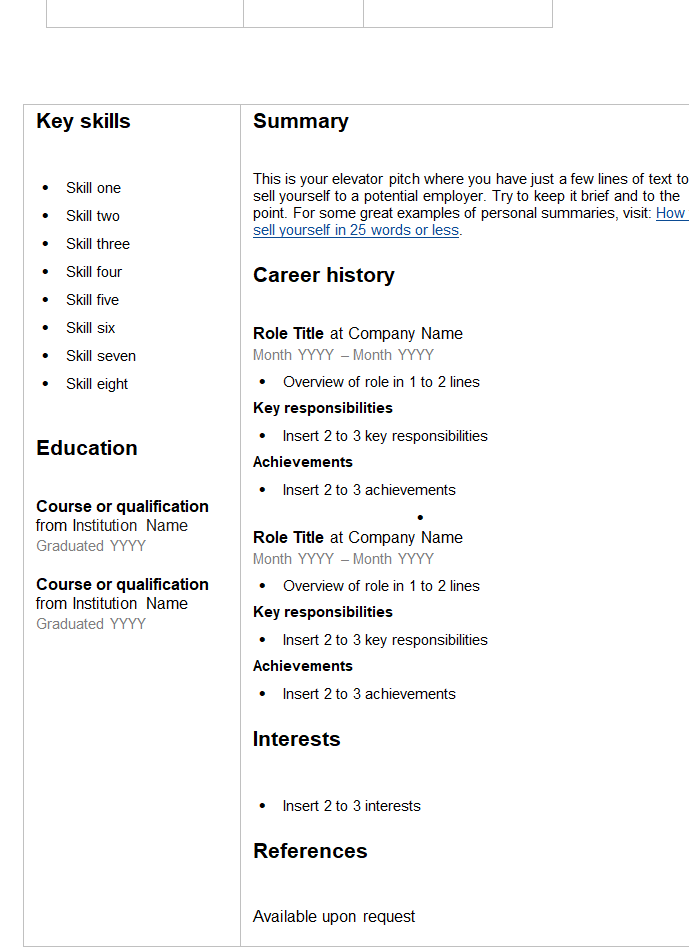 Key skills
• Skill one
• Skill two
• Skill three
• Skill four
• Skill five
• Skill six
• Skill seven
• Skill eight
Education
Course or qualification
from Institution Name
Graduated YYYY
Course or qualification
from Institution Name
Graduated YYYY
Summary
This is your elevator pitch where you have just a few lines of text to
sell yourself to a potential employer. Try to keep it brief and to the
point. For some great examples of personal summaries, visit: How
sell yourself in 25 words or less.
Career history
Role Title at Company Name
Month YYYY – Month YYYY
• Overview of role in 1 to 2 lines
Key responsibilities
• Insert 2 to 3 key responsibilities
Achievements
• Insert 2 to 3 achievements
•
Role Title at Company Name
Month YYYY – Month YYYY
• Overview of role in 1 to 2 lines
Key responsibilities
• Insert 2 to 3 key responsibilities
Achievements
• Insert 2 to 3 achievements
Interests
• Insert 2 to 3 interests
References
Available upon request